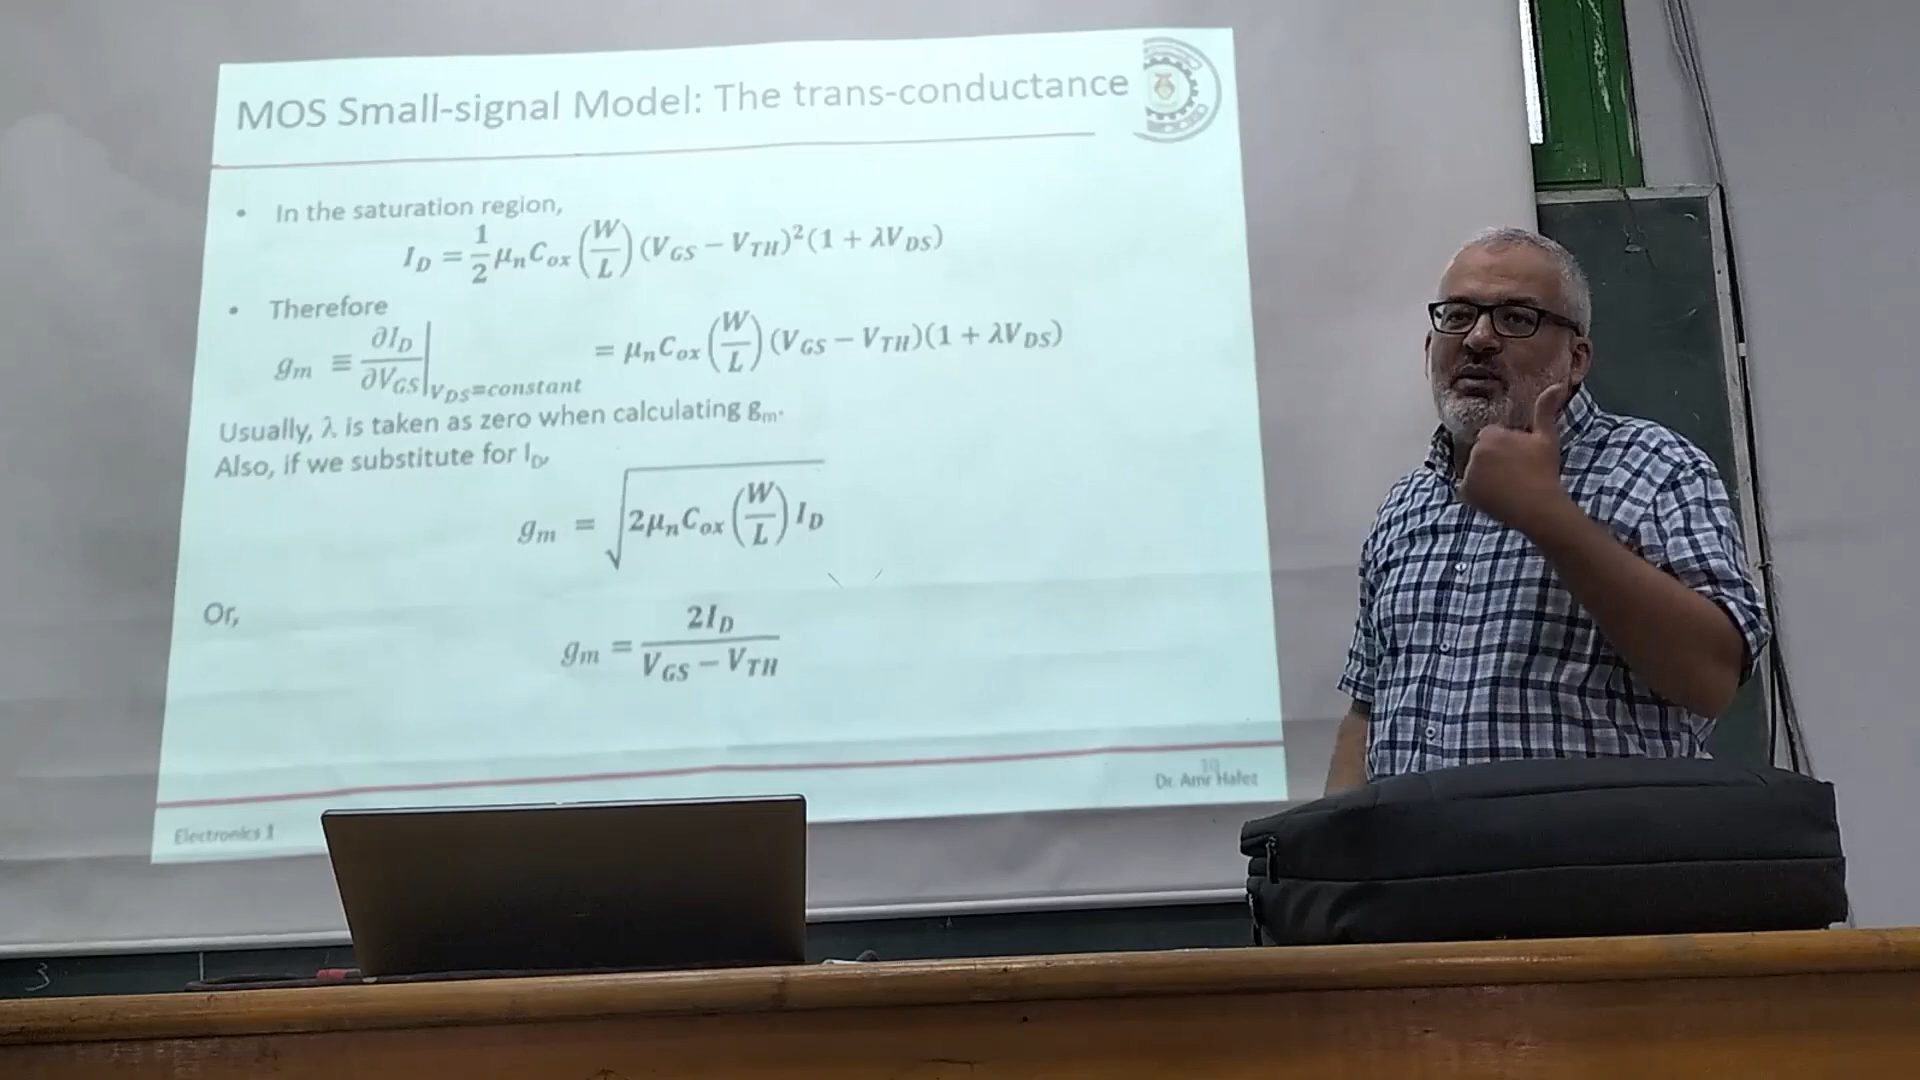 MOS Small-signal Model: The trans-conductance
• In the saturation region,
I_D = 1/2 μ_n C_ox (W/L) (V_GS − V_TH)² (1 + λV_DS)
• Therefore
g_m ≡ ∂I_D/∂V_GS |_V_DS=constant = μ_n C_ox (W/L) (V_GS − V_TH)(1 + λV_DS)
Usually, λ is taken as zero when calculating g_m.
Also, if we substitute for I_D,
g_m = √(2μ_n C_ox (W/L) I_D)
Or,
g_m = 2I_D/(V_GS − V_TH)
Dr. Amr Hafez
Electronics 1
3